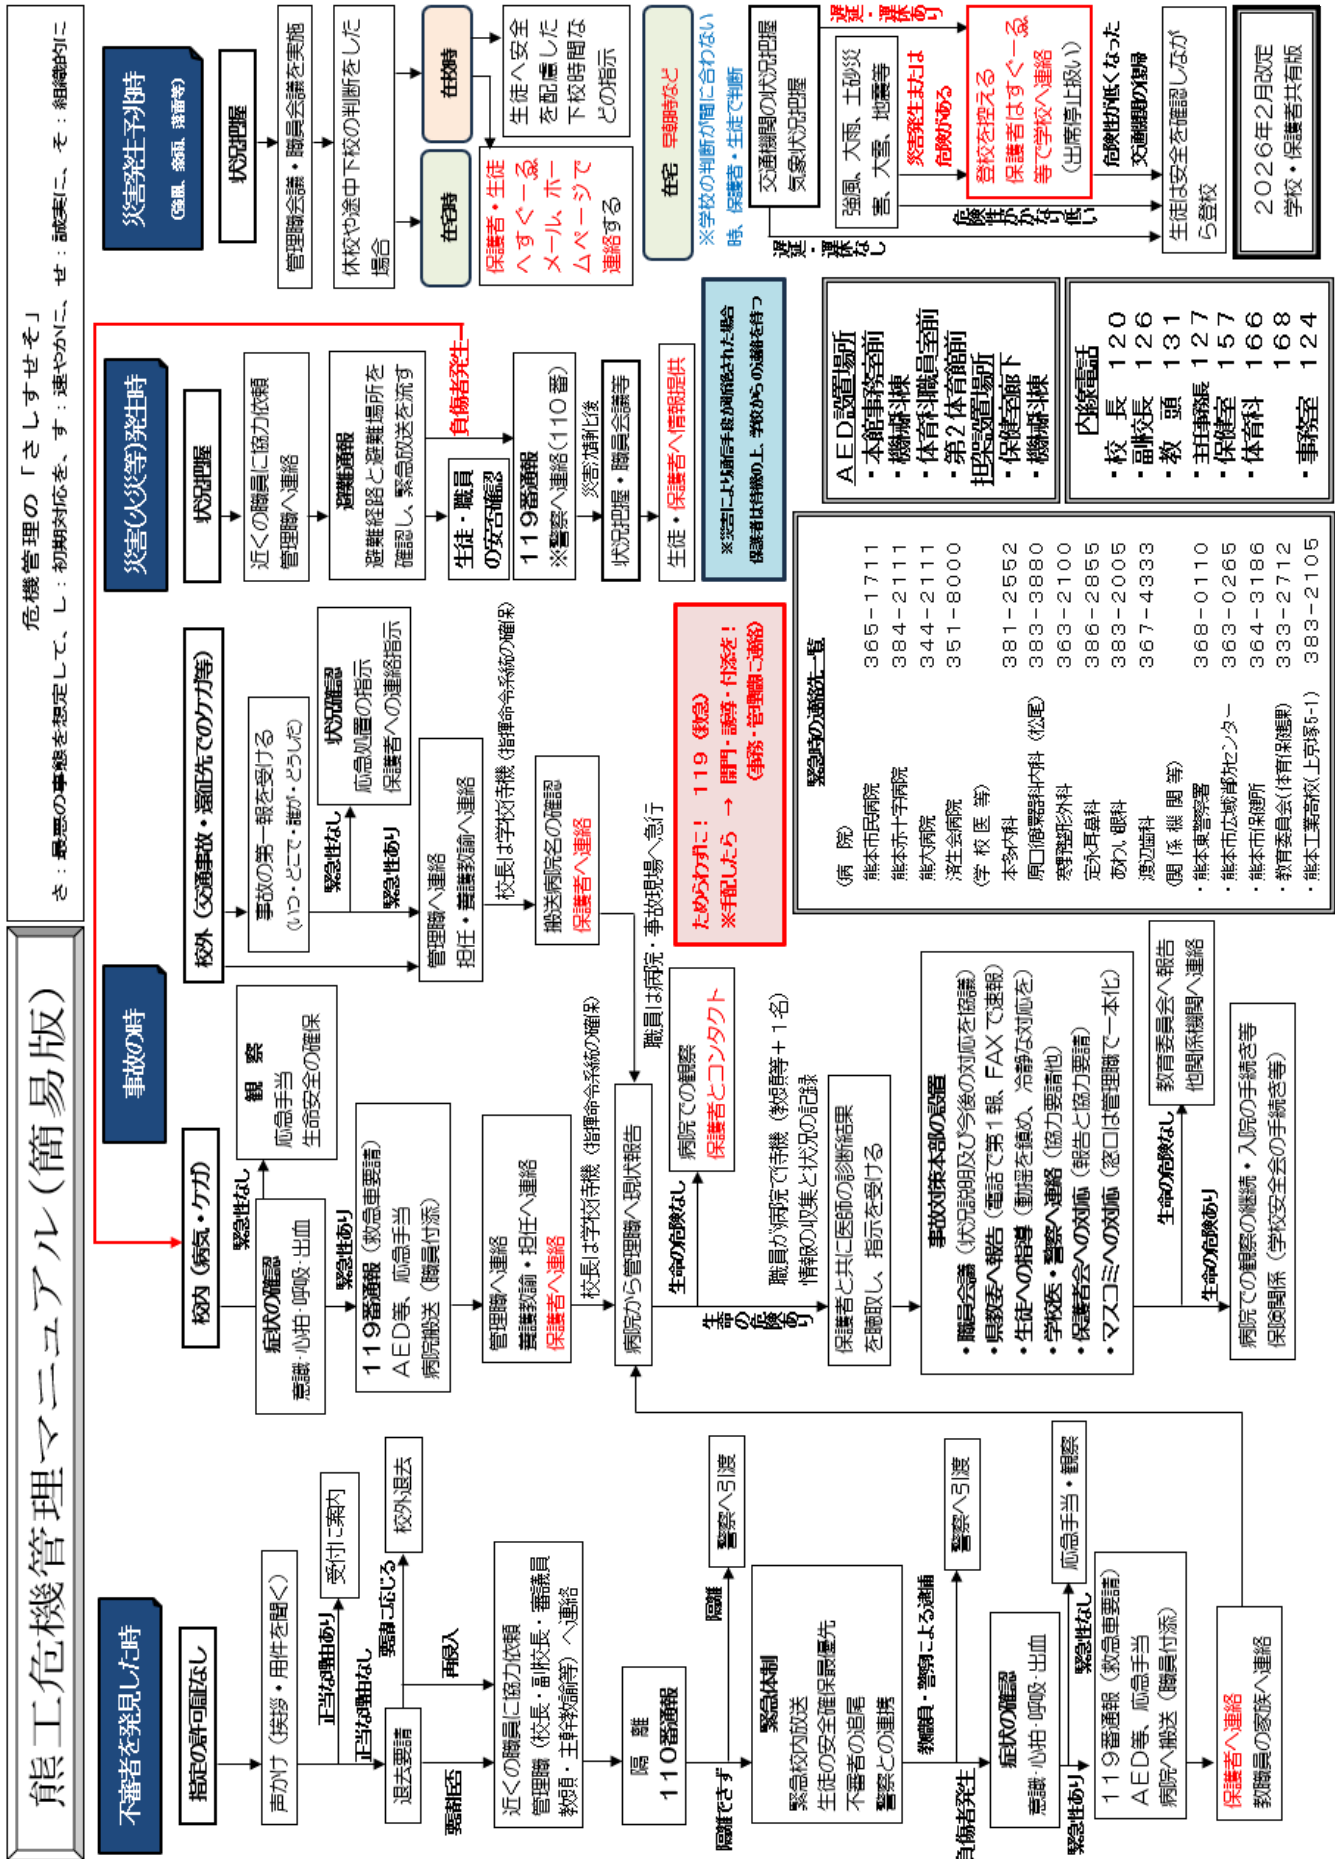 熊工危機管理マニュアル(簡易版)
危機管理の「さしすせそ」
さ：最悪の事態を想定して、し：初期対応を、す：速やかに、せ：誠実に、そ：組織的に
不審者を発見した時
指定の許可証なし
声かけ（挨拶・用件を聞く）
正当な理由あり
受付に案内
正当な理由なし
退去要請
要請に応じる
校外退去
要請拒否
再侵入
近くの職員に協力依頼
管理職（校長・副校長・審議員
教頭・主幹教諭等）へ連絡
隔　離
110番通報
隔離
警察へ引渡
隔離できず
緊急体制
緊急校内放送
生徒の安全確保最優先
不審者の追尾
警察との連携
教職員・警察による逮捕
警察へ引渡
負傷者発生
症状の確認
意識･心拍･呼吸･出血
緊急性なし
応急手当・観察
緊急性あり
119番通報（救急車要請）
AED等、応急手当
病院へ搬送（職員付添）
保護者へ連絡
教職員の家族へ連絡
事故の時
校内（病気・ケガ）
緊急性なし
観　察
応急手当
生命安全の確保
症状の確認
意識･心拍･呼吸･出血
緊急性あり
119番通報（救急車要請）
AED等、応急手当
病院搬送（職員付添）
管理職へ連絡
養護教諭・担任へ連絡
保護者へ連絡
校長は学校待機（指揮命令系統の確保）
病院から管理職へ現状報告
生命の危険なし
病院での観察
保護者とコンタクト
生命の危険あり
職員が病院で待機（教頭等＋１名）
情報の収集と状況の記録
保護者と共に医師の診断結果
を聴取し、指示を受ける
事故対策本部の設置
・職員会議（状況説明及び今後の対応を協議）
・県教委へ報告（電話で第１報、FAXで速報）
・生徒への指導（動揺を鎮め、冷静な対応を）
・学校医・警察へ連絡（協力要請他）
・保護者会への対応（報告と協力要請）
・マスコミへの対応（窓口は管理職で一本化）
生命の危険なし
教育委員会へ報告
他関係機関へ連絡
生命の危険あり
病院での観察の継続・入院の手続き等
保険関係（学校安全会の手続き等）
校外（交通事故・遠征先でのケガ等）
事故の第一報を受ける
（いつ・どこで・誰が・どうした）
緊急性なし
状況確認
応急処置の指示
保護者への連絡指示
緊急性あり
管理職へ連絡
担任・養護教諭へ連絡
校長は学校待機（指揮命令系統の確保）
搬送病院名の確認
保護者へ連絡
職員は病院・事故現場へ急行
ためらわずに！ 119（救急）
※手配したら → 開門・誘導・付添を！
（事務・管理職に連絡）
災害(火災等)発生時
状況把握
近くの職員に協力依頼
管理職へ連絡
避難通報
避難経路と避難場所を
確認し、緊急放送を流す
負傷者発生
生徒・職員
の安否確認
119番通報
※警察へ連絡(110番)
災害沈静化後
状況把握・職員会議等
生徒・保護者へ情報提供
※災害により通信手段が断絶された場合
保護者は待機の上、学校からの連絡を待つ
災害発生予兆時
（強風、豪雨、落雷等）
状況把握
管理職会議・職員会議を実施
休校や途中下校の判断をした
場合
在宅時
在校時
保護者・生徒
へすぐーる
メール、ホー
ムページで
連絡する
生徒へ安全
を配慮した
下校時間な
どの指示
在宅　早朝時など
※学校の判断が間に合わない
時、保護者・生徒で判断
交通機関の状況把握
気象状況把握
遅延・運休あり
遅延・運休なし
強風、大雨、土砂災
害、大雪、地震等
災害発生または
危険がある
登校を控える
保護者はすぐーる
等で学校へ連絡
（出席停止扱い）
危険性がかなり低い
危険性が低くなった
交通機関の復帰
生徒は安全を確認しなが
ら登校
2026年2月改定
学校・保護者共有版
緊急時の連絡先一覧
（病　院）
熊本市民病院　365-1711
熊本赤十字病院　384-2111
熊大病院　344-2111
済生会病院　351-8000
（学 校 医 等）
本多内科　381-2552
原口循環器科内科（松尾）　383-3880
寒野整形外科　363-2100
定永耳鼻科　386-2855
あわい眼科　383-2005
渡辺歯科　367-4333
（関 係 機 関 等）
・熊本東警察署　368-0110
・熊本市広域消防センター　363-0265
・熊本市保健所　364-3186
・教育委員会（体育保健課）　333-2712
・熊本工業高校(上京塚5-1)　383-2105
AED設置場所
・本館事務室前
・機械科棟
・体育科職員室前
・第２体育館前
担架設置場所
・保健室廊下
・機械科棟
内線電話
・校　長　120
・副校長　126
・教　頭　131
・主任事務長　127
・保健室　157
・体育科　166
168
・事務室　124